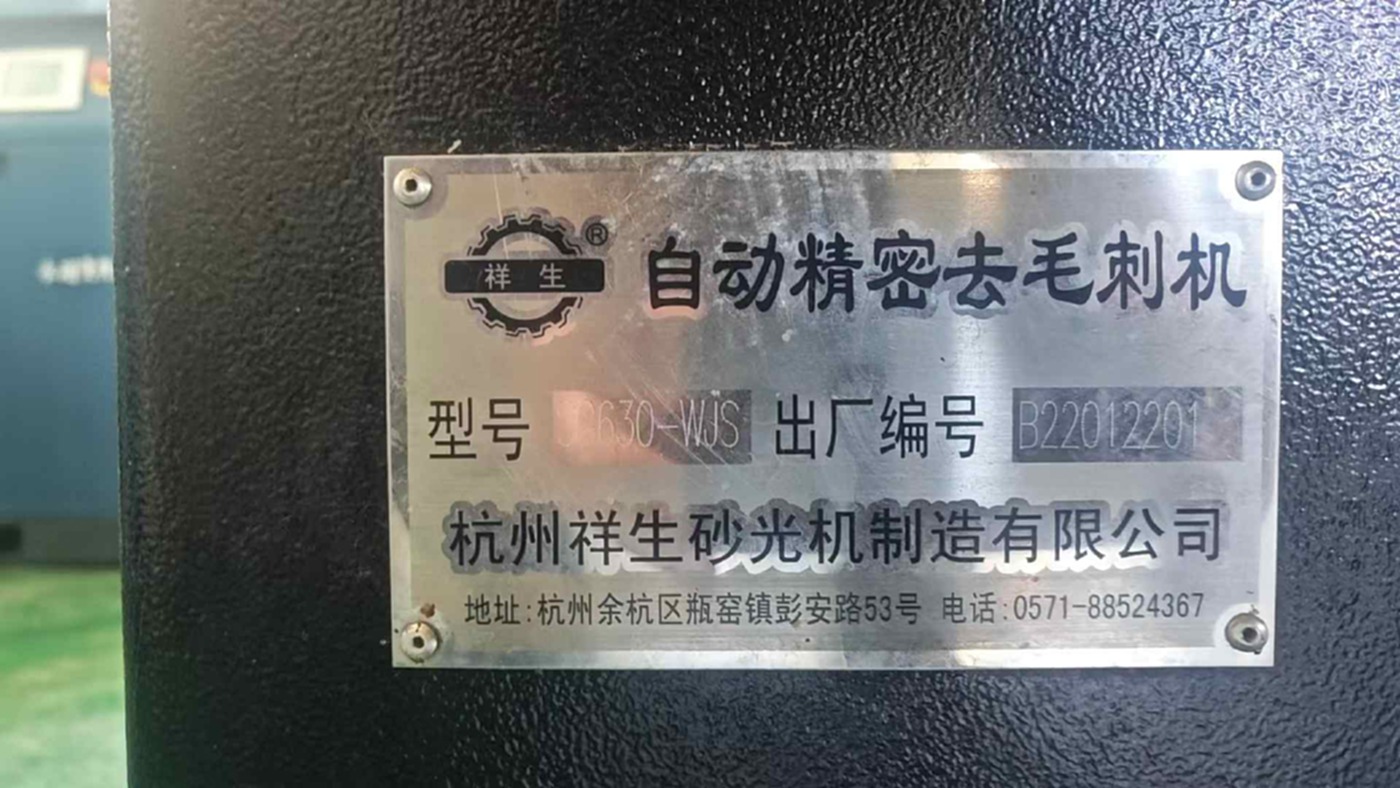 祥生® 自动精密去毛刺机
型号 630-WJS 出厂编号 B22012201
杭州祥生砂光机制造有限公司
地址:杭州余杭区瓶窑镇彭安路53号 电话:0571-88524367